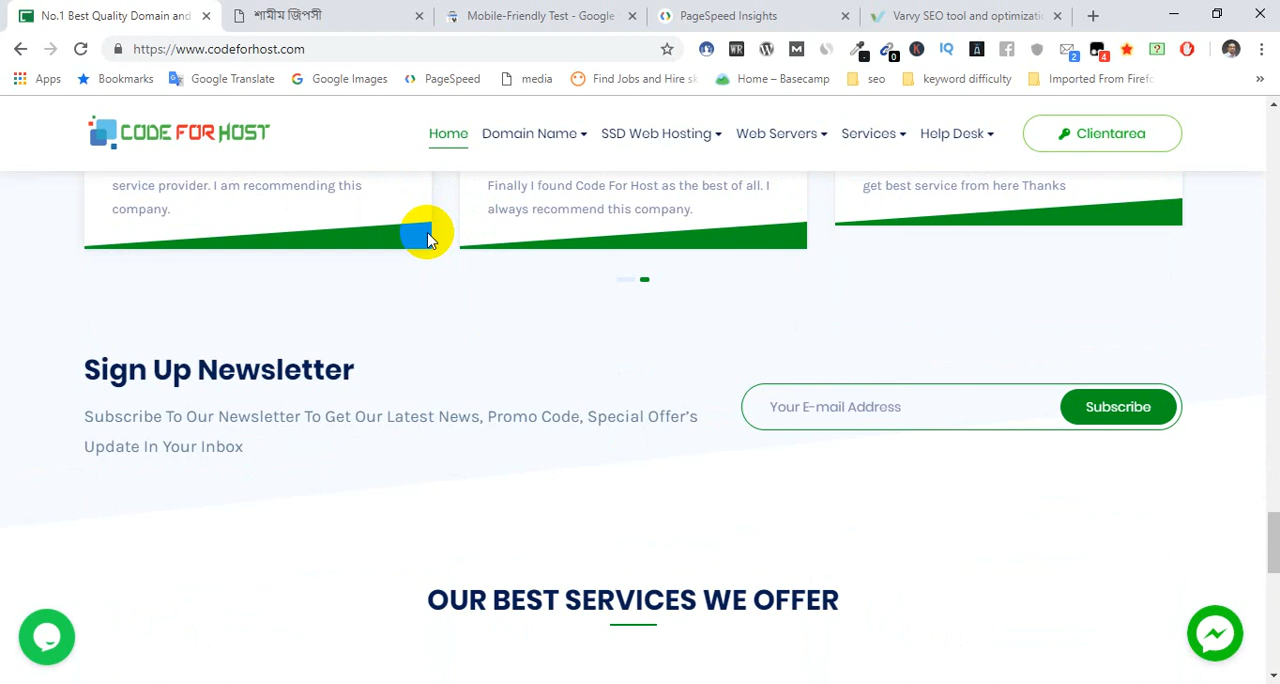 No.1 Best Quality Domain and
শামীম জিপসী
Mobile-Friendly Test - Google
PageSpeed Insights
Varvy SEO tool and optimizati
https://www.codeforhost.com
Apps
Bookmarks
Google Translate
Google Images
PageSpeed
media
Find Jobs and Hire sk
Home – Basecamp
seo
keyword difficulty
Imported From Firef
CODE FOR HOST
Home
Domain Name
SSD Web Hosting
Web Servers
Services
Help Desk
Clientarea
service provider. I am recommending this
company.
Finally I found Code For Host as the best of all. I
always recommend this company.
get best service from here Thanks
Sign Up Newsletter
Subscribe To Our Newsletter To Get Our Latest News, Promo Code, Special Offer's
Update In Your Inbox
Your E-mail Address
Subscribe
OUR BEST SERVICES WE OFFER